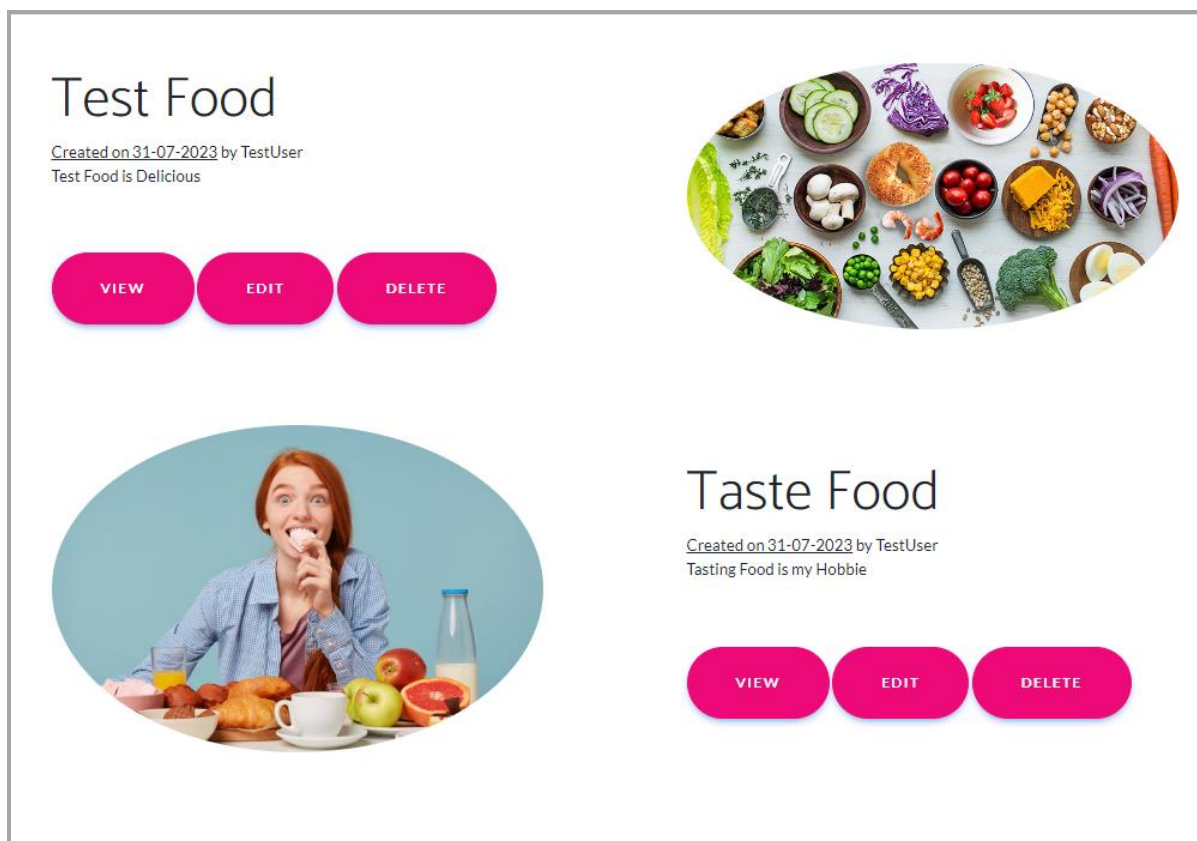 Test Food
Created on 31-07-2023 by TestUser
Test Food is Delicious
VIEW EDIT DELETE
Taste Food
Created on 31-07-2023 by TestUser
Tasting Food is my Hobbie
VIEW EDIT DELETE